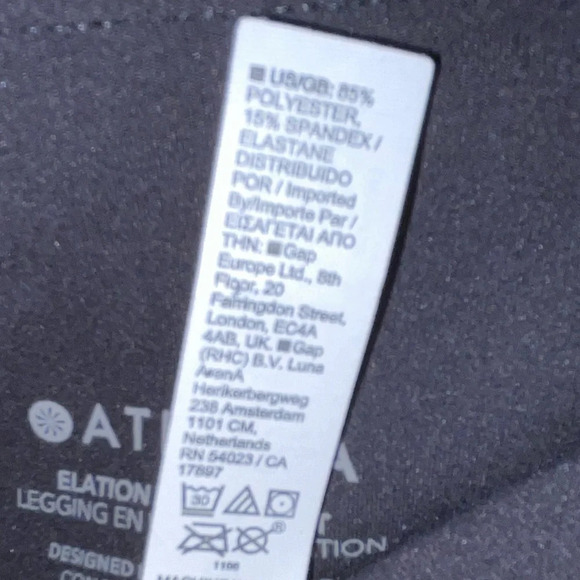 ■ US/GB: 85%
POLYESTER,
15% SPANDEX /
ELASTANE
DISTRIBUIDO
POR / Imported
By/Importe Par /
ΕΙΣΑΓΕΤΑΙ ΑΠΟ
ΤΗΝ: ■ Gap
Europe Ltd., 8th
Floor, 20
Farringdon Street,
London, EC4A
4AB, UK. ■ Gap
(RHC) B.V. Luna
ArenA
Herikerbergweg
238 Amsterdam
1101 CM,
Netherlands
RN 54023 / CA
17897
30
1100
ELATION
LEGGING EN
DESIGNED